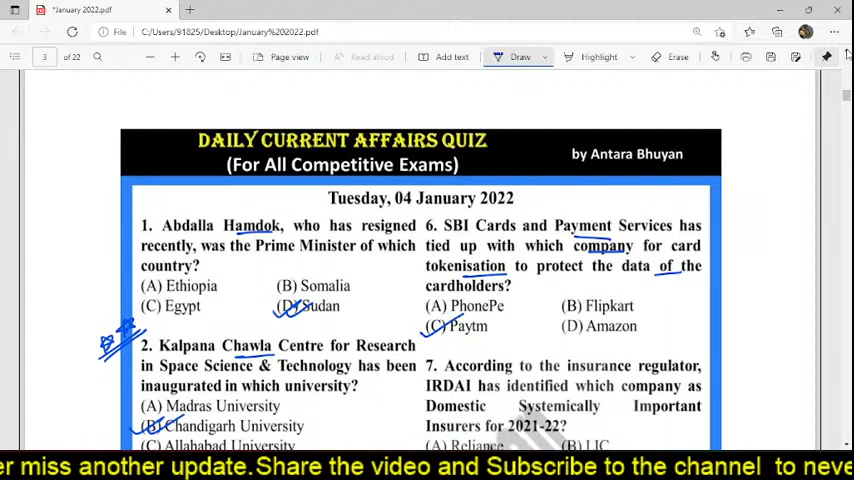 *January 2022.pdf
File
C:/Users/91825/Desktop/January%202022.pdf
3 of 22
Page view
Read aloud
Add text
Draw
Highlight
Erase
DAILY CURRENT AFFAIRS QUIZ
(For All Competitive Exams)
by Antara Bhuyan
Tuesday, 04 January 2022
1. Abdalla Hamdok, who has resigned
recently, was the Prime Minister of which
country?
(A) Ethiopia (B) Somalia
(C) Egypt (D) Sudan
2. Kalpana Chawla Centre for Research
in Space Science & Technology has been
inaugurated in which university?
(A) Madras University
(B) Chandigarh University
(C) Allahabad University
6. SBI Cards and Payment Services has
tied up with which company for card
tokenisation to protect the data of the
cardholders?
(A) PhonePe (B) Flipkart
(C) Paytm (D) Amazon
7. According to the insurance regulator,
IRDAI has identified which company as
Domestic Systemically Important
Insurers for 2021-22?
(A) Reliance (B) LIC
er miss another update.Share the video and Subscribe to the channel to neve